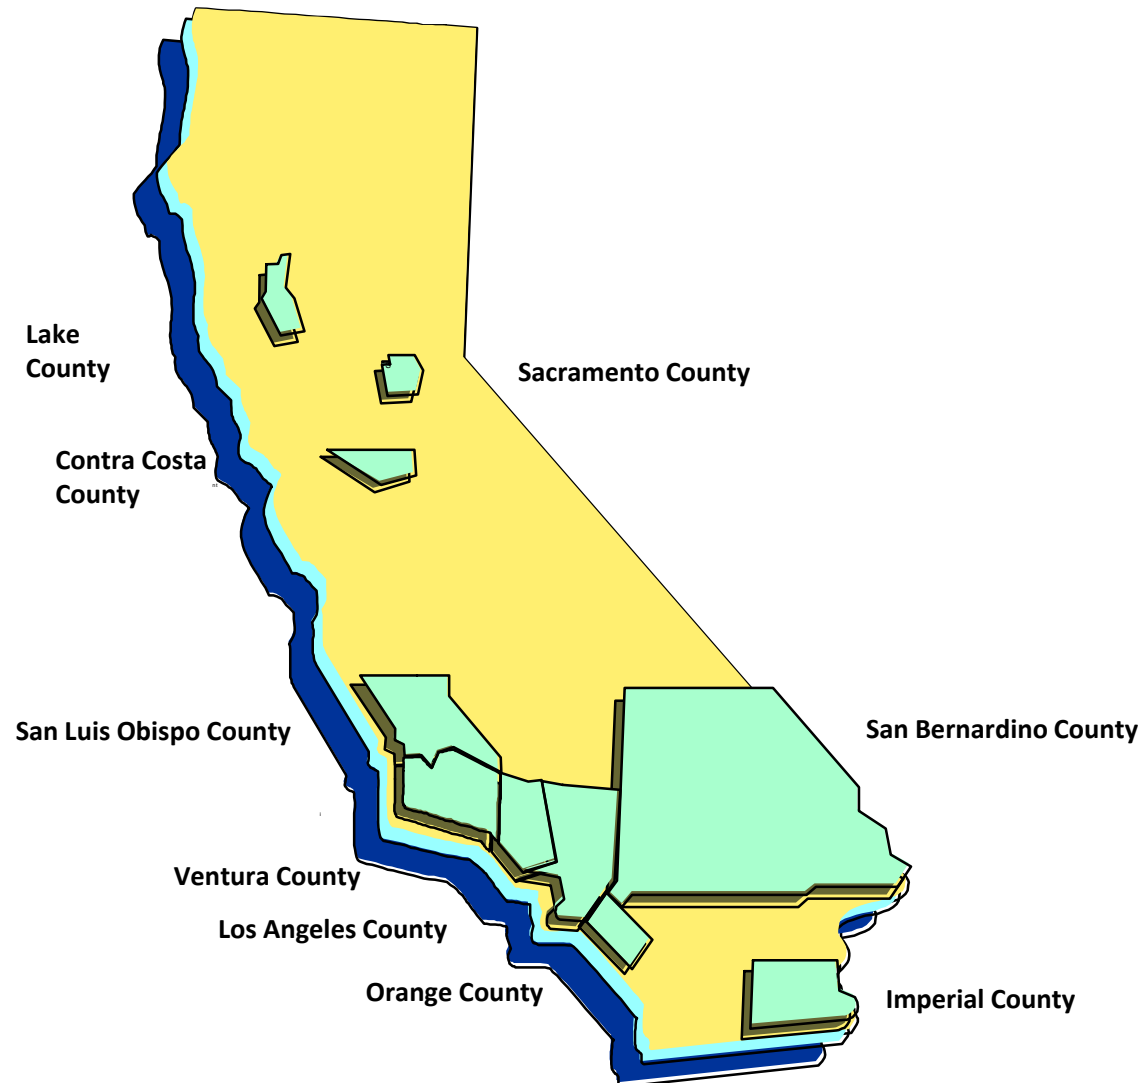 Lake
County
Sacramento County
Contra Costa
County
San Luis Obispo County
San Bernardino County
Ventura County
Los Angeles County
Orange County
Imperial County